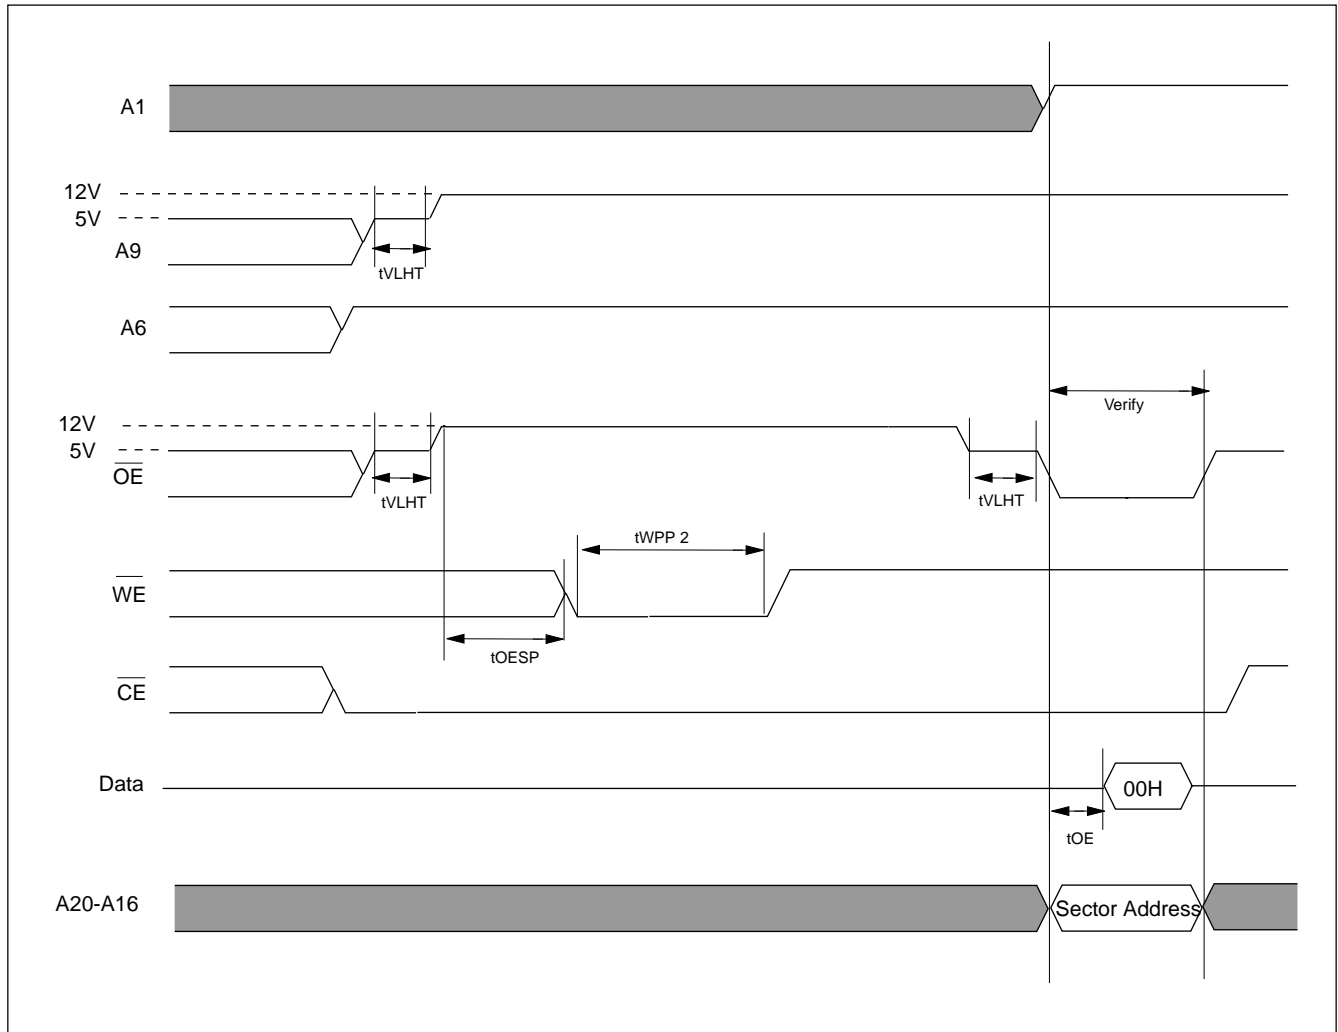 A1
12V
5V
A9
tVLHT
A6
Verify
12V
5V
OE
tVLHT
tVLHT
tWPP 2
WE
tOESP
CE
Data
00H
tOE
A20-A16
Sector Address